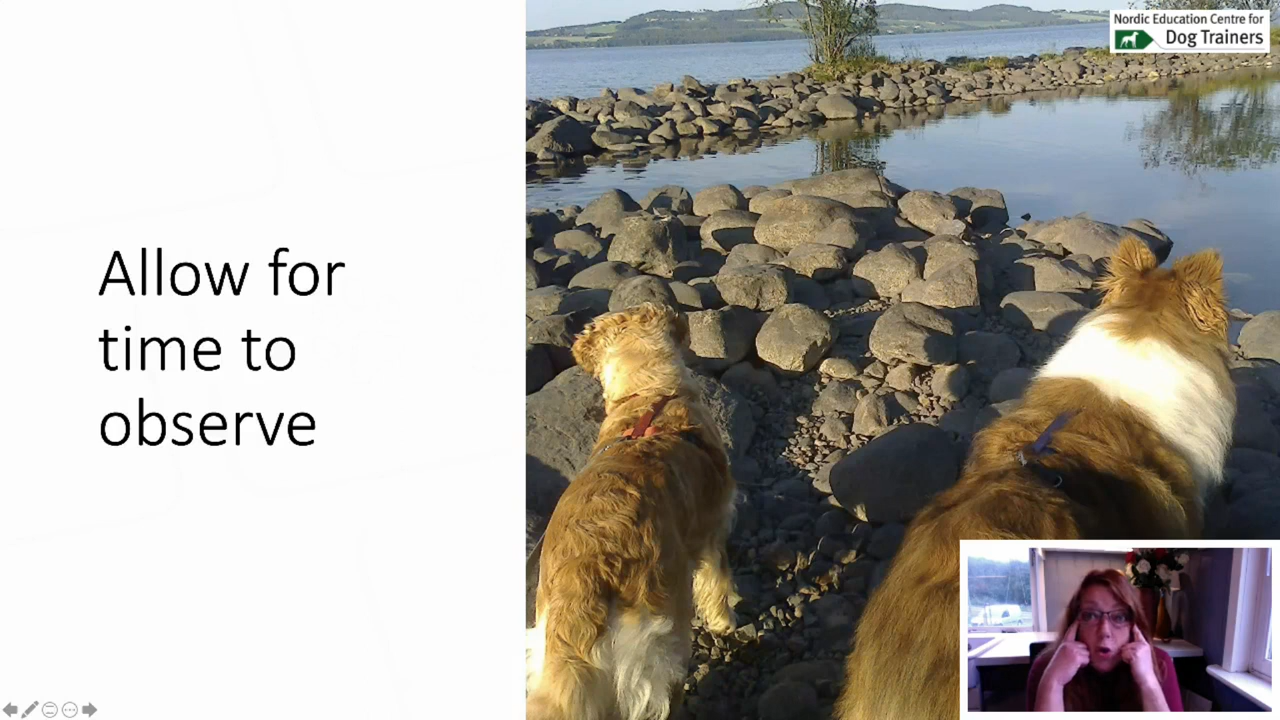 Nordic Education Centre for
Dog Trainers
Allow for
time to
observe